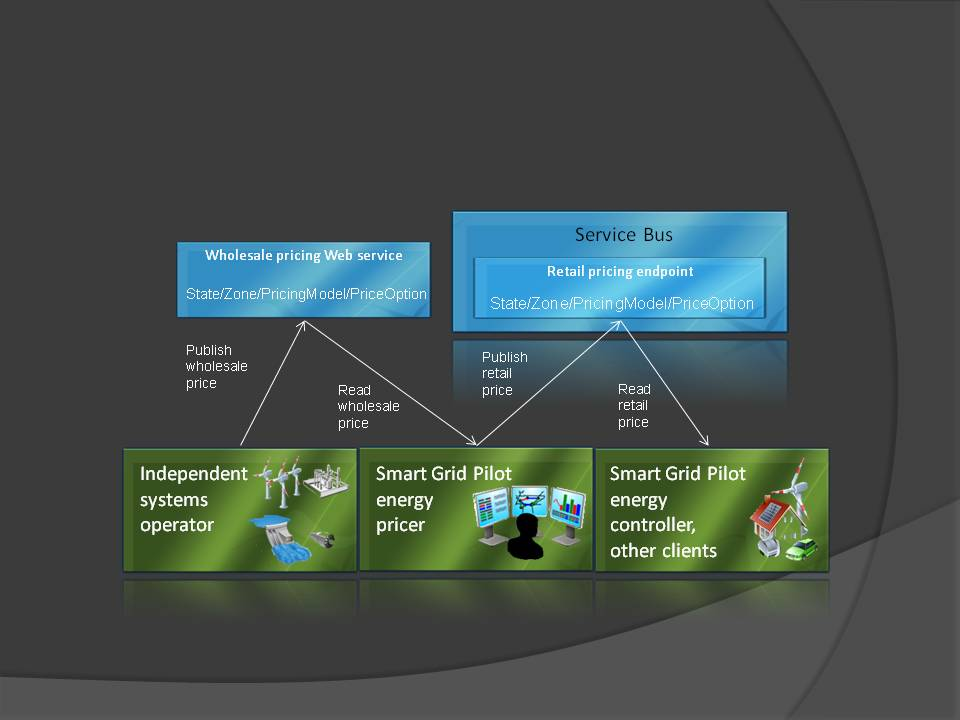 Service Bus
Wholesale pricing Web service
State/Zone/PricingModel/PriceOption
Retail pricing endpoint
State/Zone/PricingModel/PriceOption
Publish
wholesale
price
Read
wholesale
price
Publish
retail
price
Read
retail
price
Independent
systems
operator
Smart Grid Pilot
energy
pricer
Smart Grid Pilot
energy
controller,
other clients